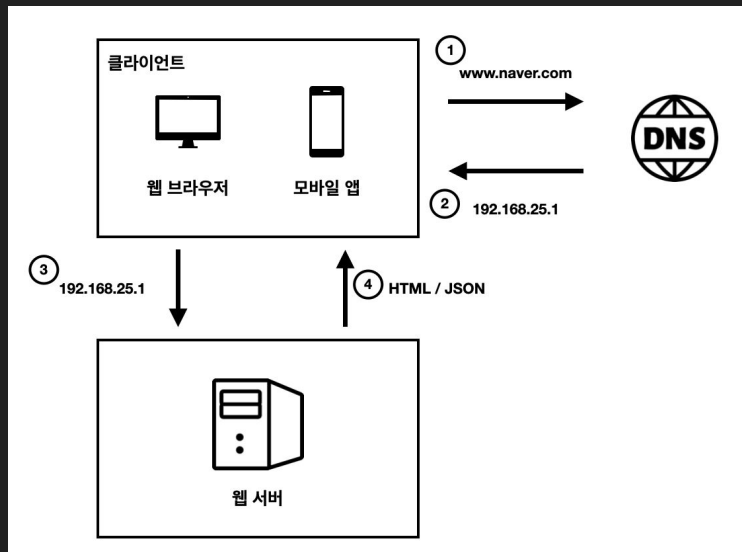 클라이언트
웹 브라우저
모바일 앱
1
www.naver.com
DNS
2
192.168.25.1
3
192.168.25.1
4
HTML / JSON
웹 서버